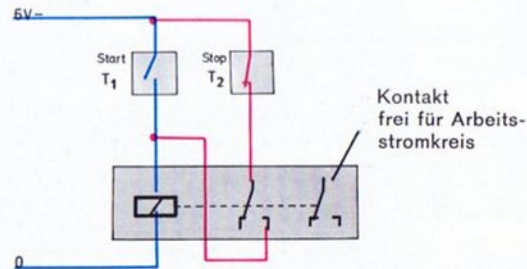 6V-
Start
T1
Stop
T2
Kontakt
frei für Arbeits-
stromkreis
0